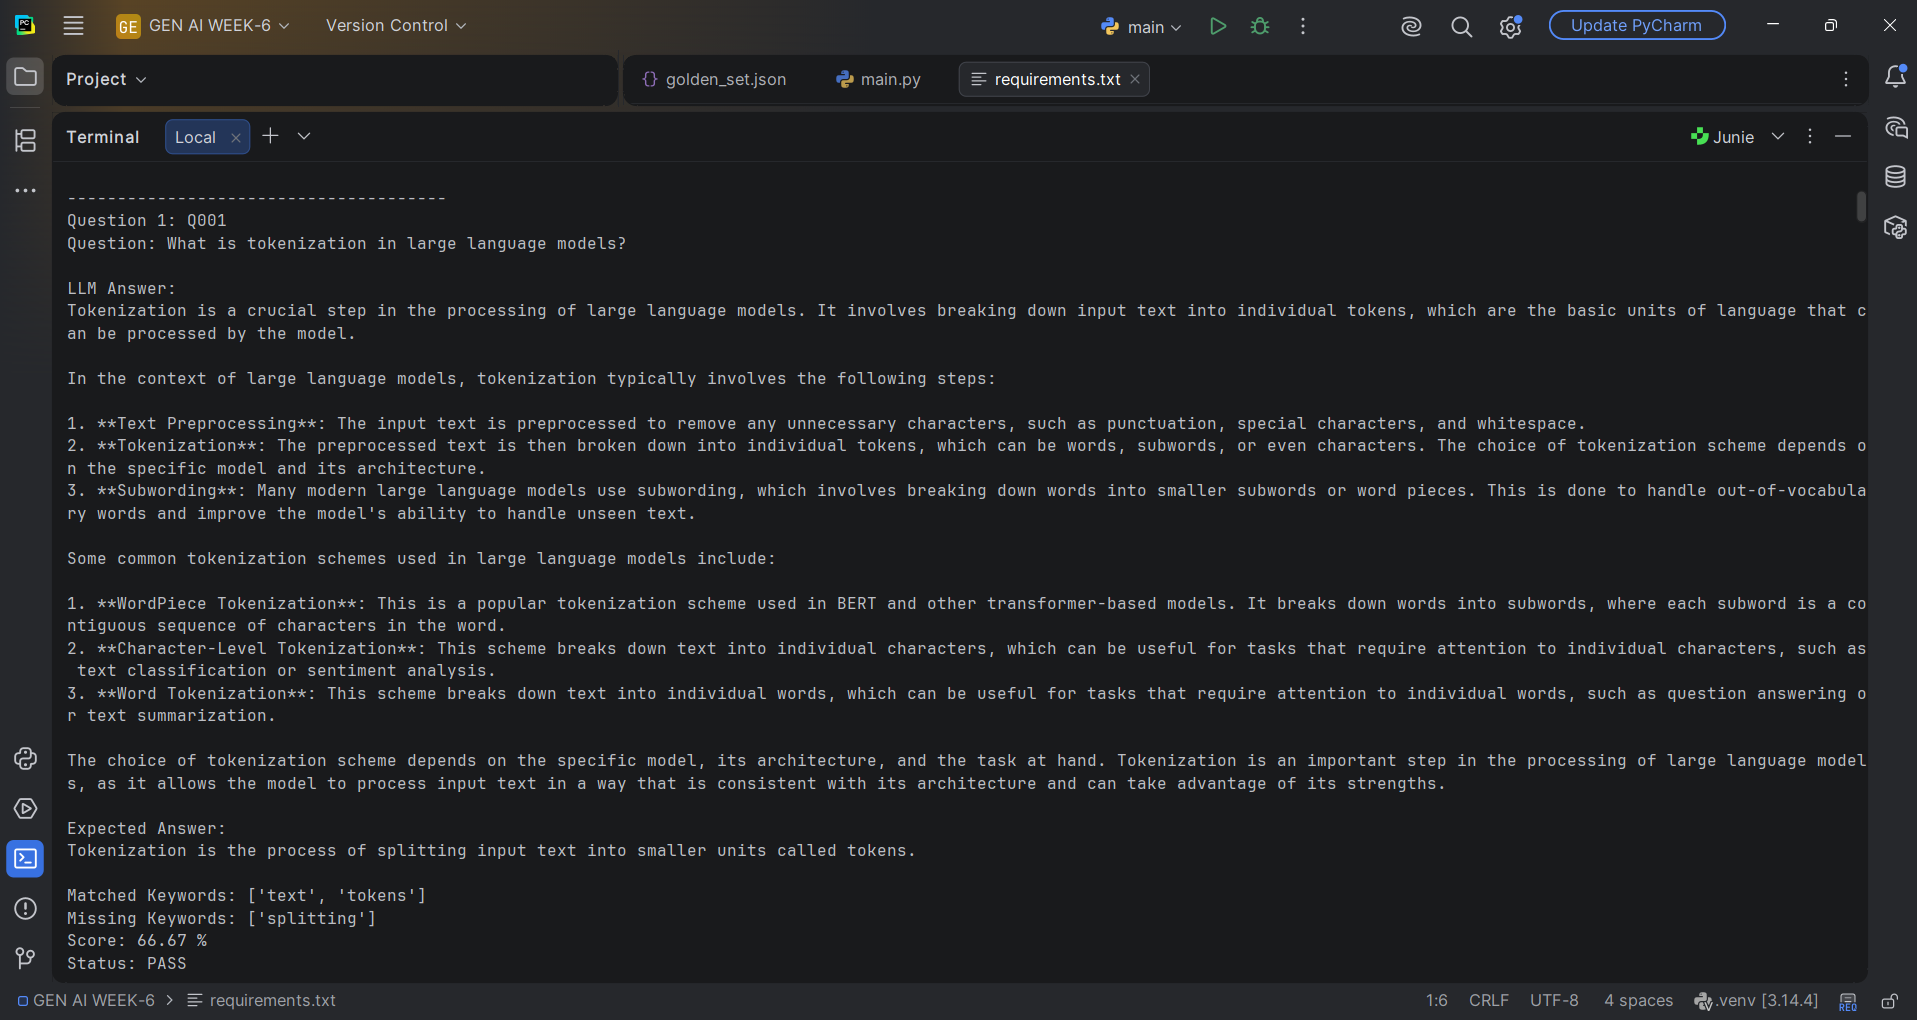 PC
GE GEN AI WEEK-6
Version Control
main
Update PyCharm
Project
golden_set.json
main.py
requirements.txt
Terminal
Local
Junie
--------------------------------------
Question 1: Q001
Question: What is tokenization in large language models?
LLM Answer:
Tokenization is a crucial step in the processing of large language models. It involves breaking down input text into individual tokens, which are the basic units of language that c
an be processed by the model.
In the context of large language models, tokenization typically involves the following steps:
1. **Text Preprocessing**: The input text is preprocessed to remove any unnecessary characters, such as punctuation, special characters, and whitespace.
2. **Tokenization**: The preprocessed text is then broken down into individual tokens, which can be words, subwords, or even characters. The choice of tokenization scheme depends o
n the specific model and its architecture.
3. **Subwording**: Many modern large language models use subwording, which involves breaking down words into smaller subwords or word pieces. This is done to handle out-of-vocabula
ry words and improve the model's ability to handle unseen text.
Some common tokenization schemes used in large language models include:
1. **WordPiece Tokenization**: This is a popular tokenization scheme used in BERT and other transformer-based models. It breaks down words into subwords, where each subword is a co
ntiguous sequence of characters in the word.
2. **Character-Level Tokenization**: This scheme breaks down text into individual characters, which can be useful for tasks that require attention to individual characters, such as
text classification or sentiment analysis.
3. **Word Tokenization**: This scheme breaks down text into individual words, which can be useful for tasks that require attention to individual words, such as question answering o
r text summarization.
The choice of tokenization scheme depends on the specific model, its architecture, and the task at hand. Tokenization is an important step in the processing of large language model
s, as it allows the model to process input text in a way that is consistent with its architecture and can take advantage of its strengths.
Expected Answer:
Tokenization is the process of splitting input text into smaller units called tokens.
Matched Keywords: ['text', 'tokens']
Missing Keywords: ['splitting']
Score: 66.67 %
Status: PASS
GEN AI WEEK-6 > requirements.txt
1:6 CRLF UTF-8 4 spaces .venv [3.14.4] REQ